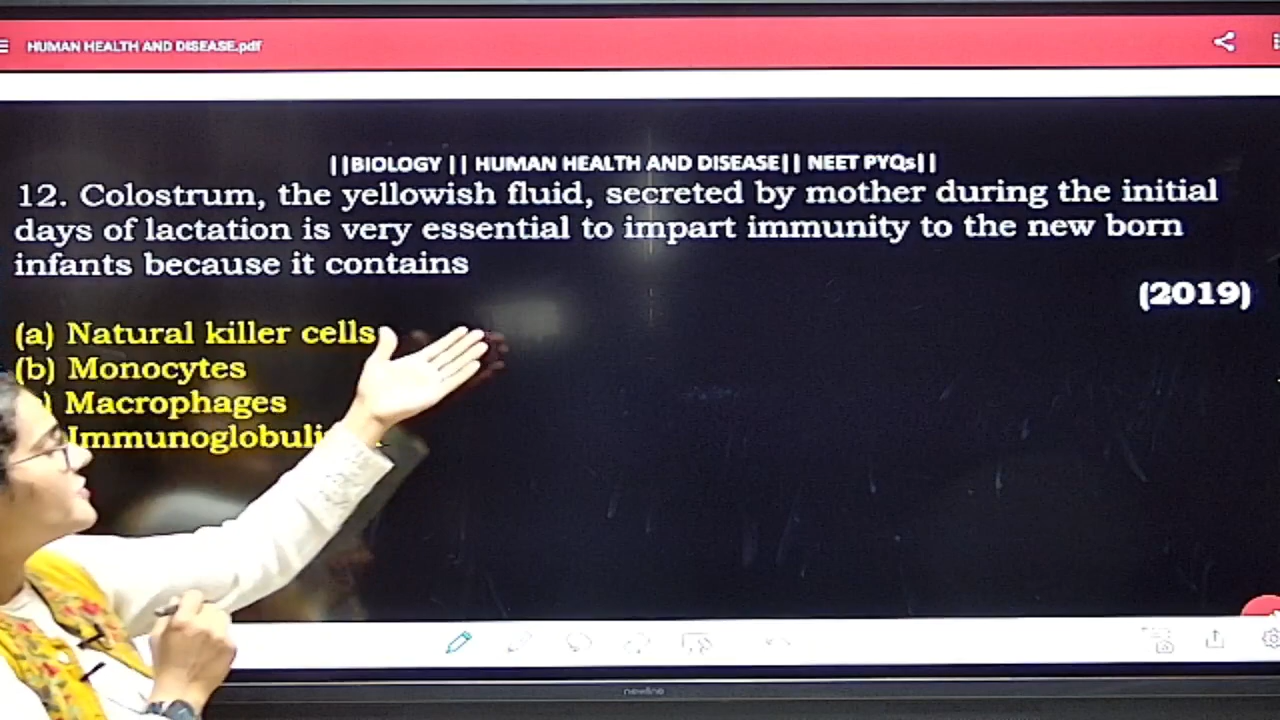 HUMAN HEALTH AND DISEASE.pdf
||BIOLOGY || HUMAN HEALTH AND DISEASE|| NEET PYQs||
12. Colostrum, the yellowish fluid, secreted by mother during the initial
days of lactation is very essential to impart immunity to the new born
infants because it contains
(2019)
(a) Natural killer cells
(b) Monocytes
) Macrophages
newline